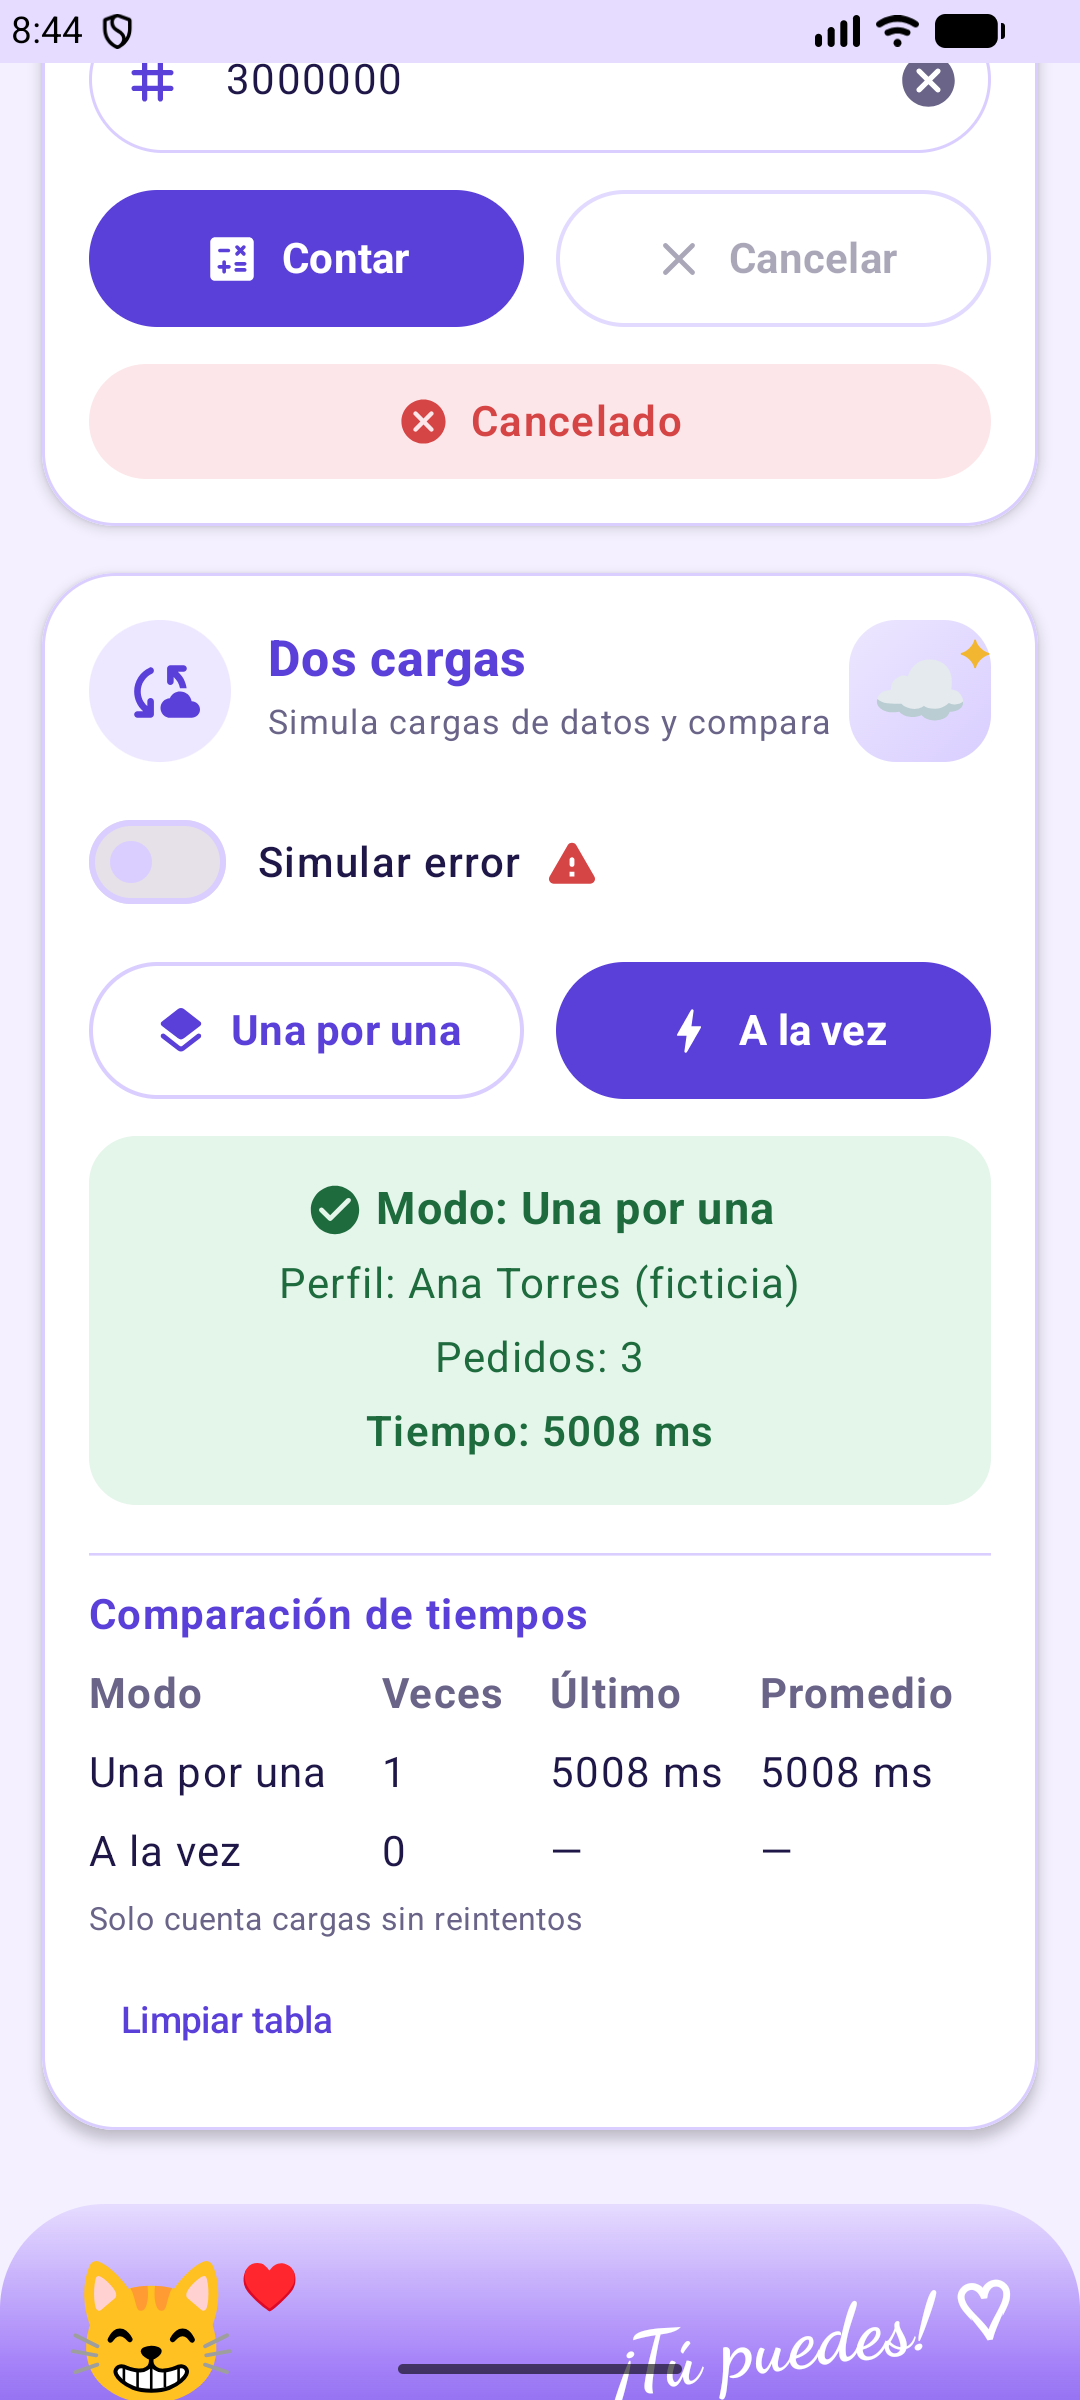 8:44
3000000
Contar
Cancelar
Cancelado
Dos cargas
Simula cargas de datos y compara
Simular error
Una por una
A la vez
Modo: Una por una
Perfil: Ana Torres (ficticia)
Pedidos: 3
Tiempo: 5008 ms
Comparación de tiempos
Modo Veces Último Promedio
Una por una 1 5008 ms 5008 ms
A la vez 0 — —
Solo cuenta cargas sin reintentos
Limpiar tabla
¡Tú puedes! ♡